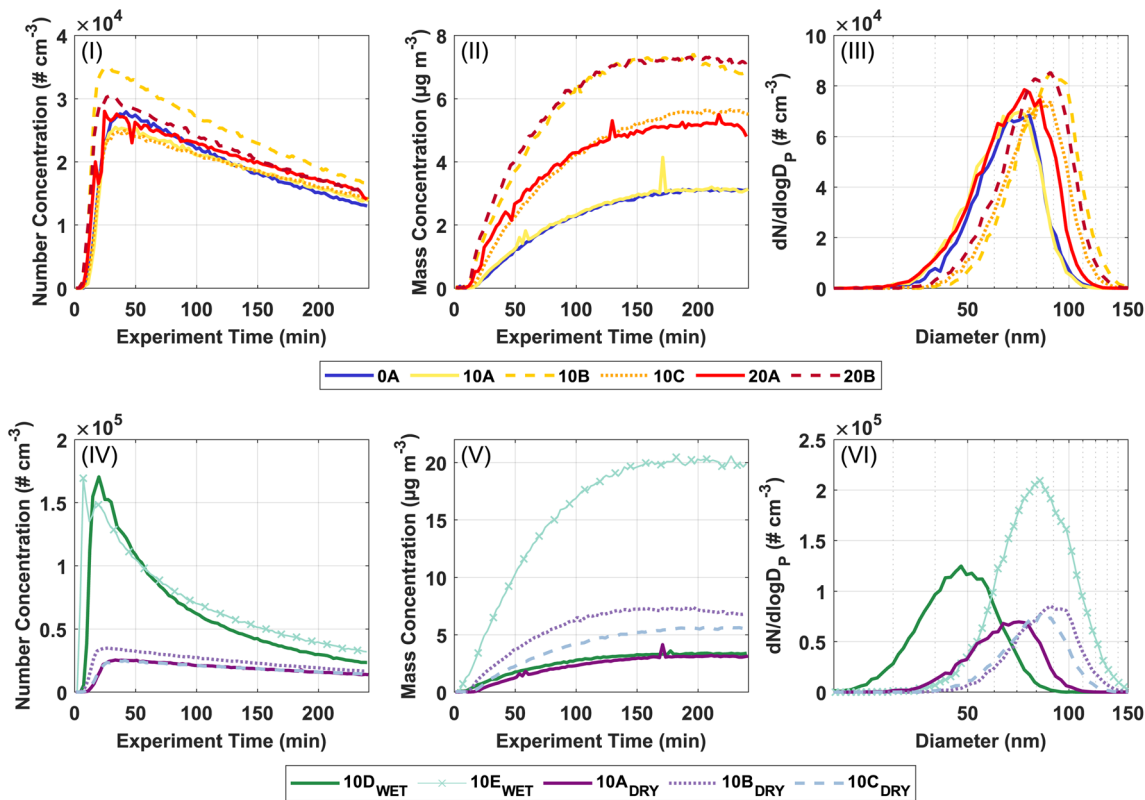 ×10⁴
(I)
Number Concentration (# cm⁻³)
4
3
2
1
0
0 50 100 150 200
Experiment Time (min)
(II)
Mass Concentration (µg m⁻³)
8
6
4
2
0
0 50 100 150 200
Experiment Time (min)
×10⁴
(III)
dN/dlogD_P (# cm⁻³)
10
8
6
4
2
0
50 100 150
Diameter (nm)
0A 10A 10B 10C 20A 20B
×10⁵
(IV)
Number Concentration (# cm⁻³)
2
1.5
1
0.5
0
0 50 100 150 200
Experiment Time (min)
(V)
Mass Concentration (µg m⁻³)
20
15
10
5
0
0 50 100 150 200
Experiment Time (min)
×10⁵
(VI)
dN/dlogD_P (# cm⁻³)
2.5
2
1.5
1
0.5
0
50 100 150
Diameter (nm)
10D_WET 10E_WET 10A_DRY 10B_DRY 10C_DRY